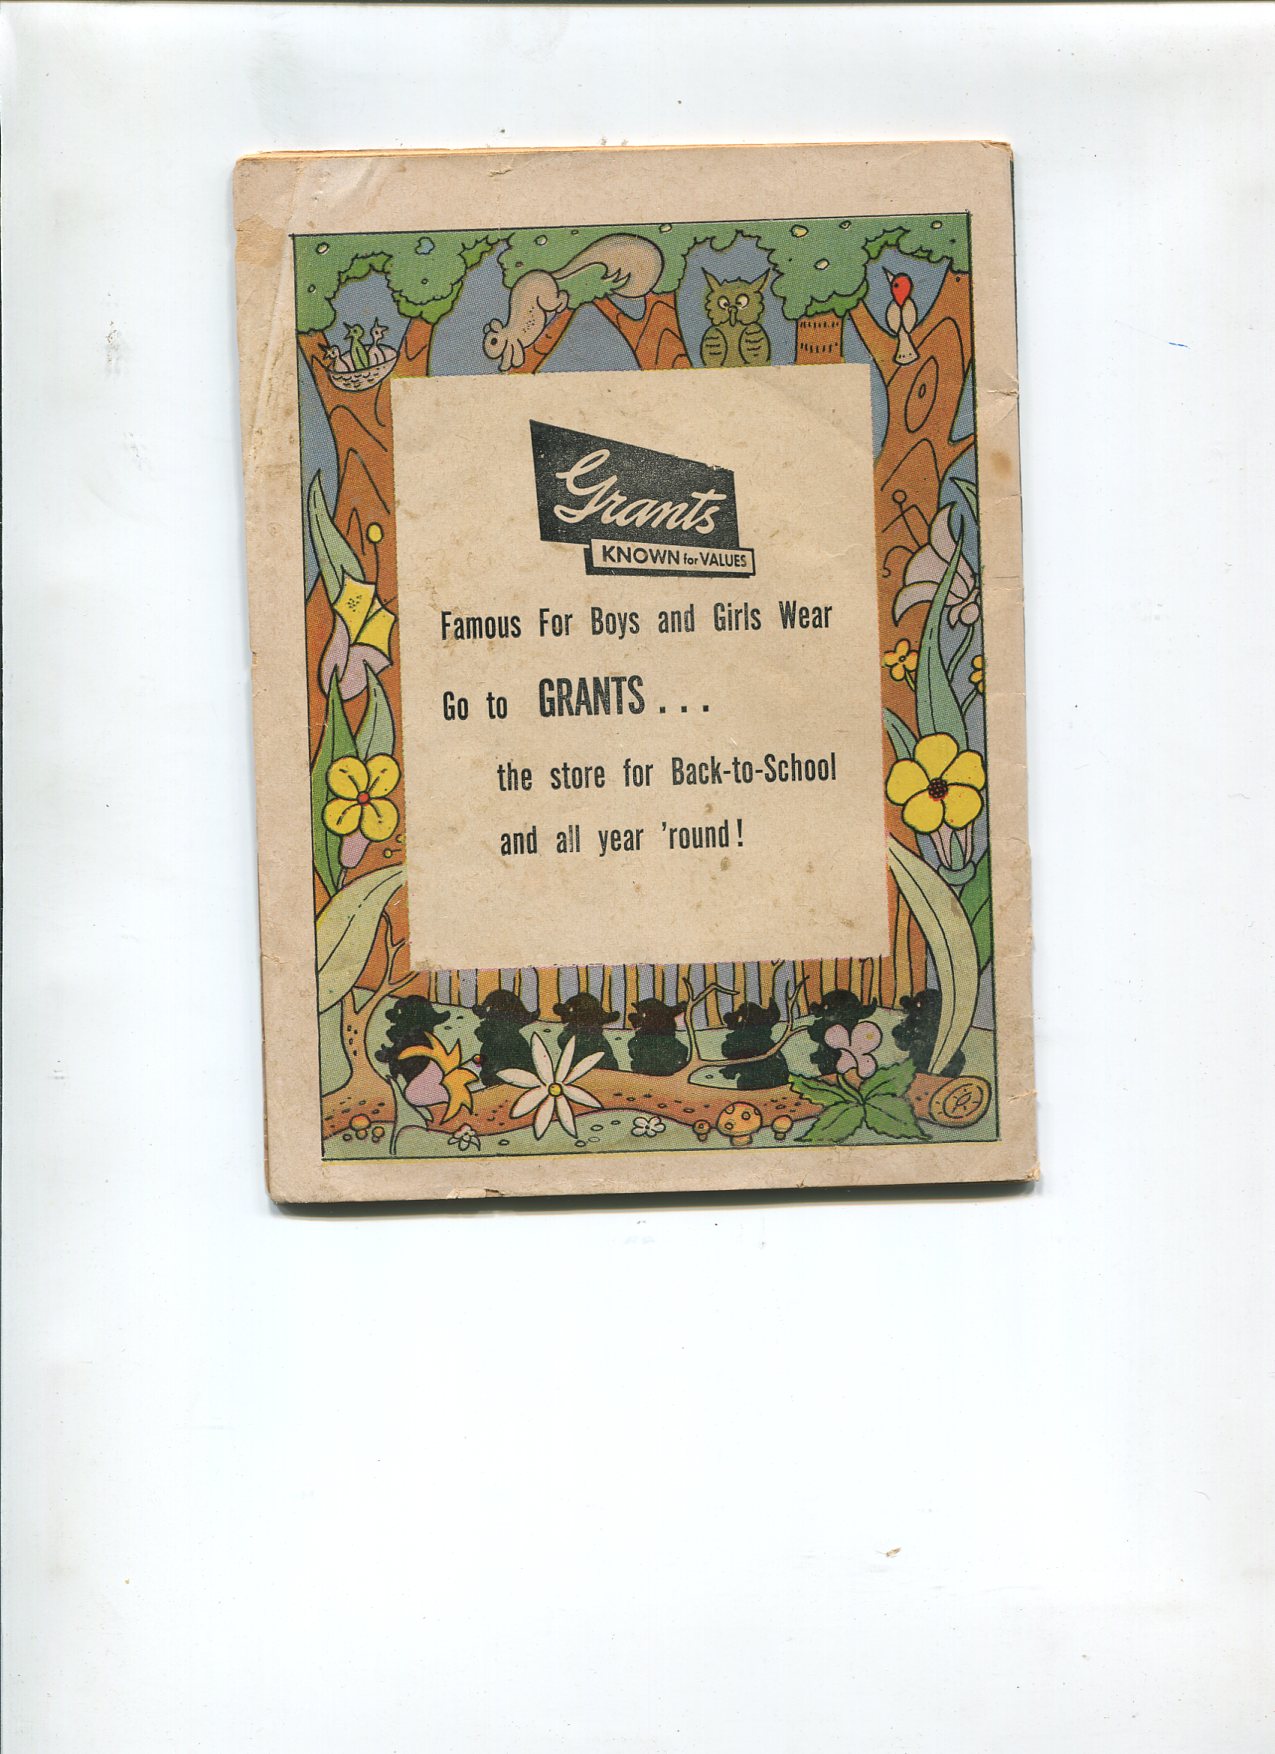 Grants
KNOWN for VALUES
Famous For Boys and Girls Wear
Go to GRANTS . . .
the store for Back-to-School
and all year 'round!